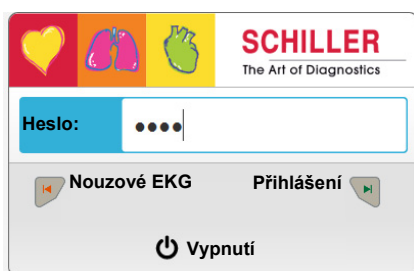 SCHILLER
The Art of Diagnostics
Heslo: ••••
Nouzové EKG Přihlášení
Vypnutí